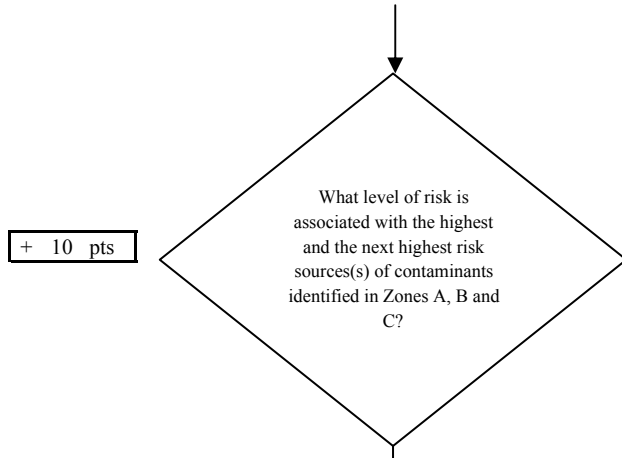 What level of risk is
associated with the highest
+ 10 pts
and the next highest risk
sources(s) of contaminants
identified in Zones A, B and
C?